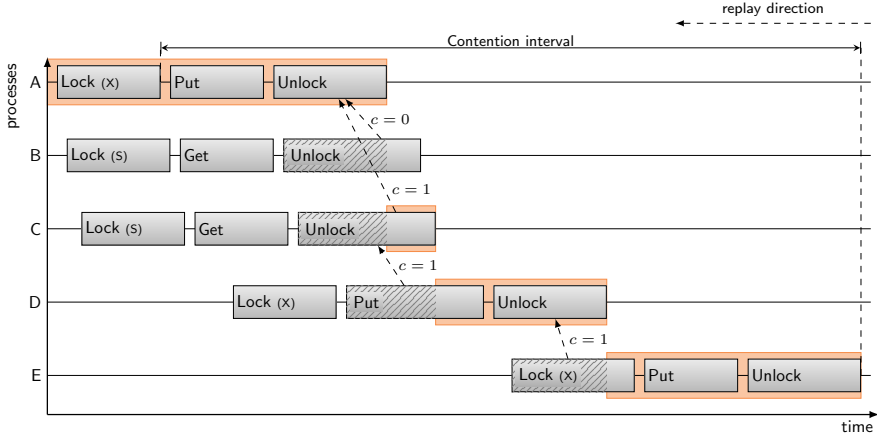 replay direction
Contention interval
processes
A
Lock (X)
Put
Unlock
c = 0
B
Lock (S)
Get
Unlock
c = 1
C
Lock (S)
Get
Unlock
c = 1
D
Lock (X)
Put
Unlock
c = 1
E
Lock (X)
Put
Unlock
time